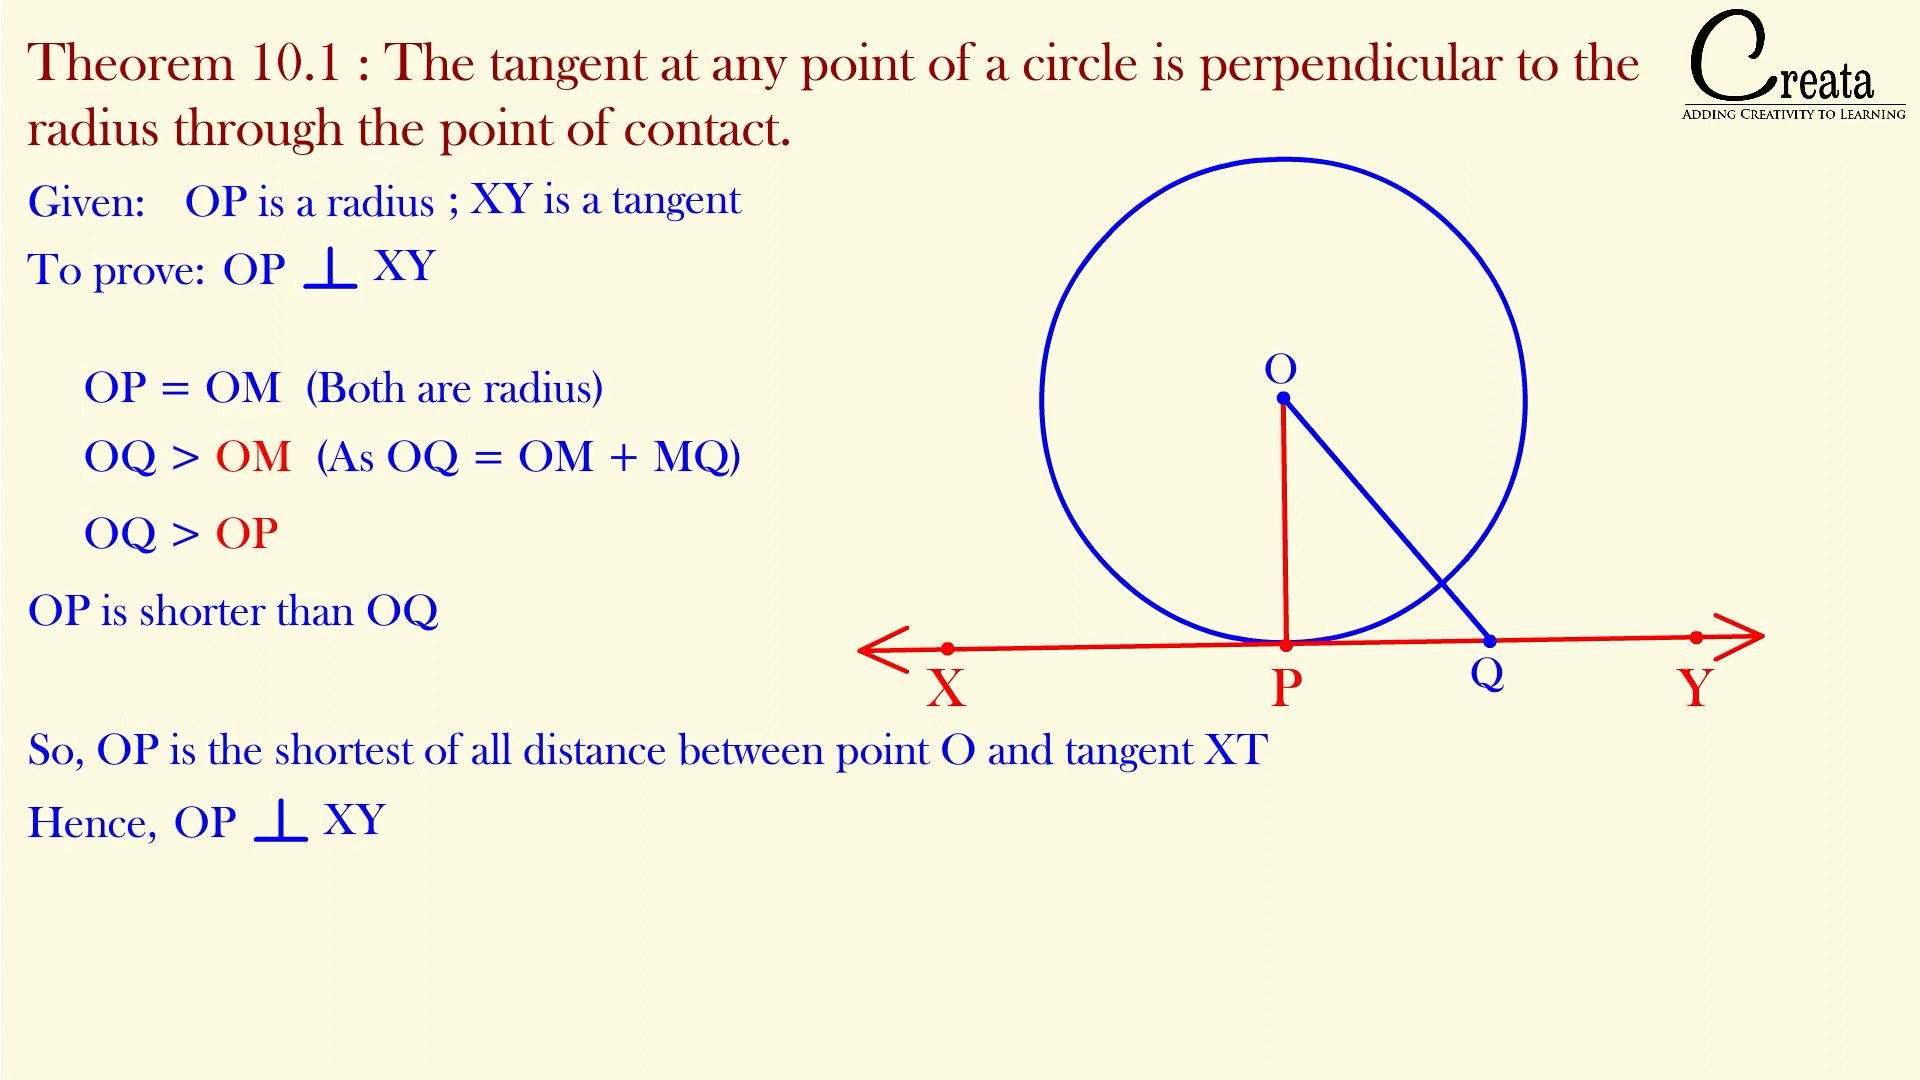 Theorem 10.1 : The tangent at any point of a circle is perpendicular to the
radius through the point of contact.
Creata
ADDING CREATIVITY TO LEARNING
Given: OP is a radius ; XY is a tangent
To prove: OP ⊥ XY
OP = OM (Both are radius)
OQ > OM (As OQ = OM + MQ)
OQ > OP
OP is shorter than OQ
O
X P Q Y
So, OP is the shortest of all distance between point O and tangent XT
Hence, OP ⊥ XY